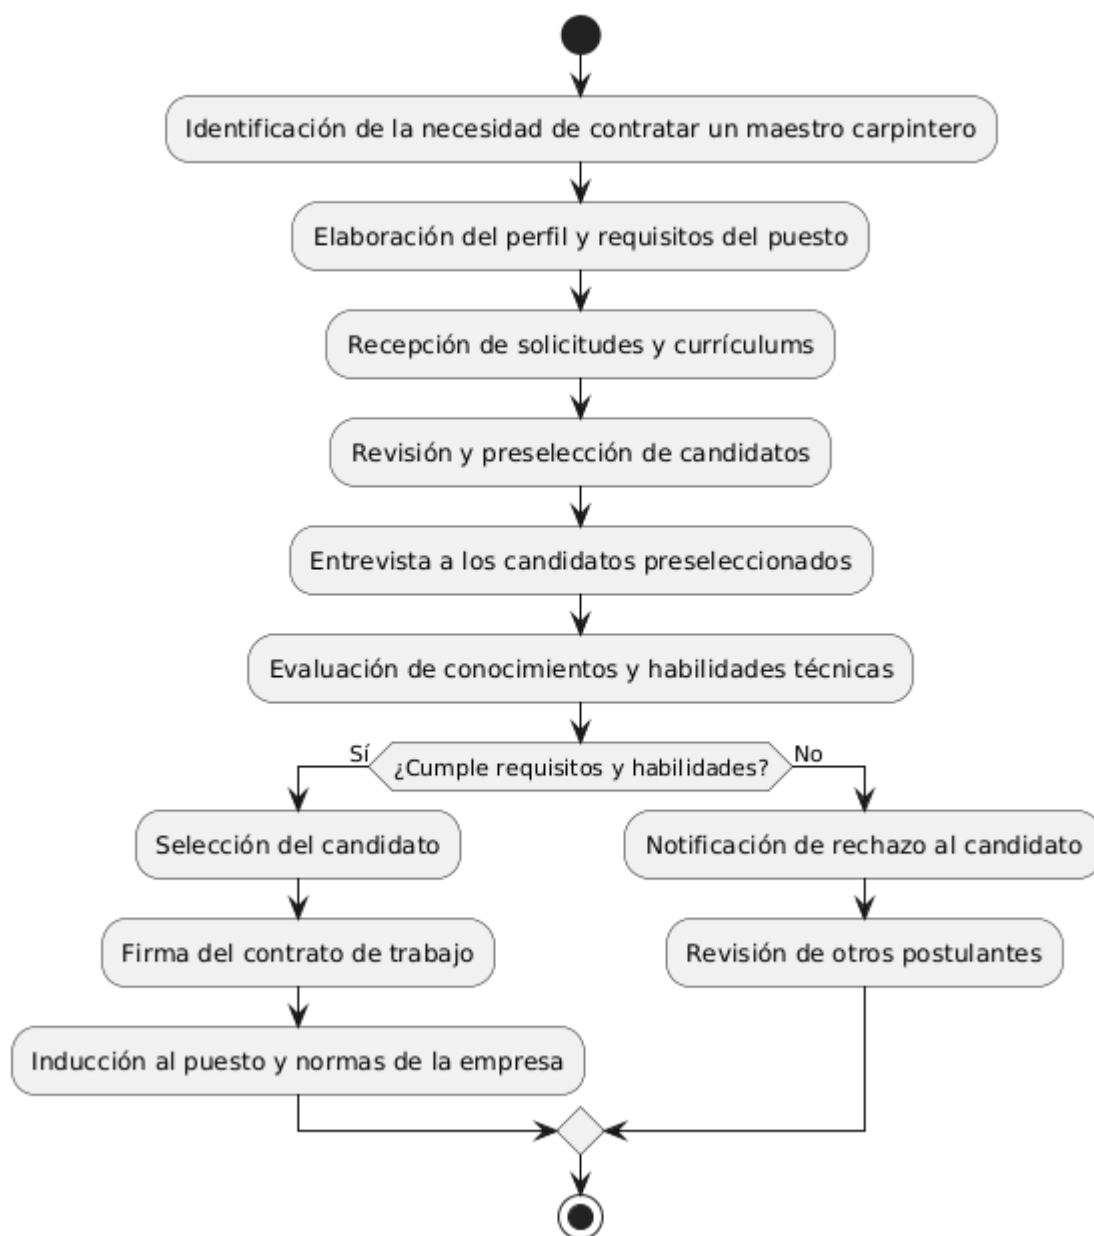 Identificación de la necesidad de contratar un maestro carpintero
Elaboración del perfil y requisitos del puesto
Recepción de solicitudes y currículums
Revisión y preselección de candidatos
Entrevista a los candidatos preseleccionados
Evaluación de conocimientos y habilidades técnicas
Sí
¿Cumple requisitos y habilidades?
No
Selección del candidato
Notificación de rechazo al candidato
Firma del contrato de trabajo
Revisión de otros postulantes
Inducción al puesto y normas de la empresa